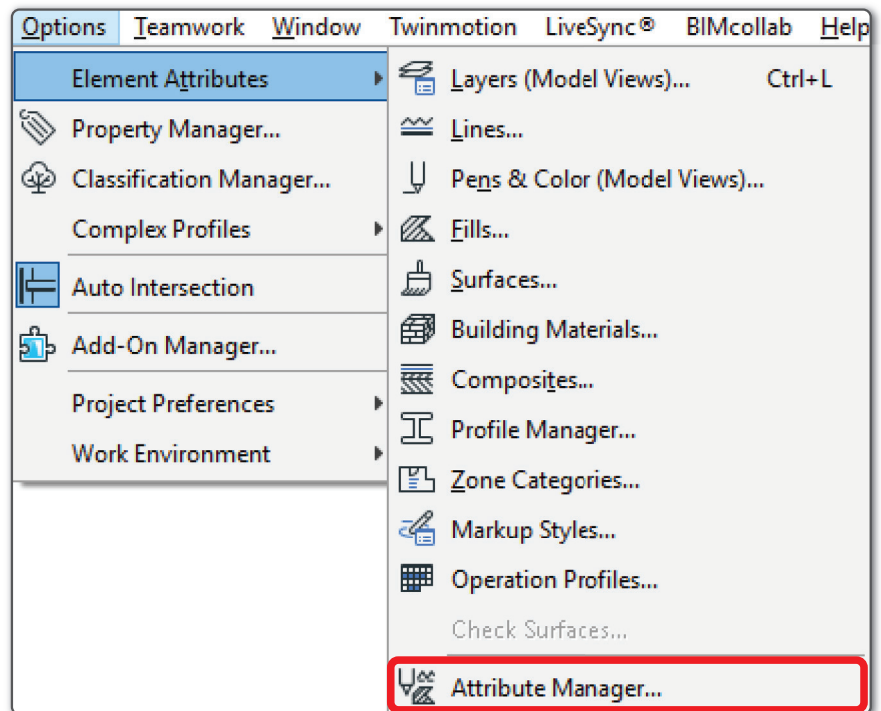 Options Teamwork Window Twinmotion LiveSync® BIMcollab Help
Element Attributes
Property Manager...
Classification Manager...
Complex Profiles
Auto Intersection
Add-On Manager...
Project Preferences
Work Environment
Layers (Model Views)... Ctrl+L
Lines...
Pens & Color (Model Views)...
Fills...
Surfaces...
Building Materials...
Composites...
Profile Manager...
Zone Categories...
Markup Styles...
Operation Profiles...
Check Surfaces...
Attribute Manager...